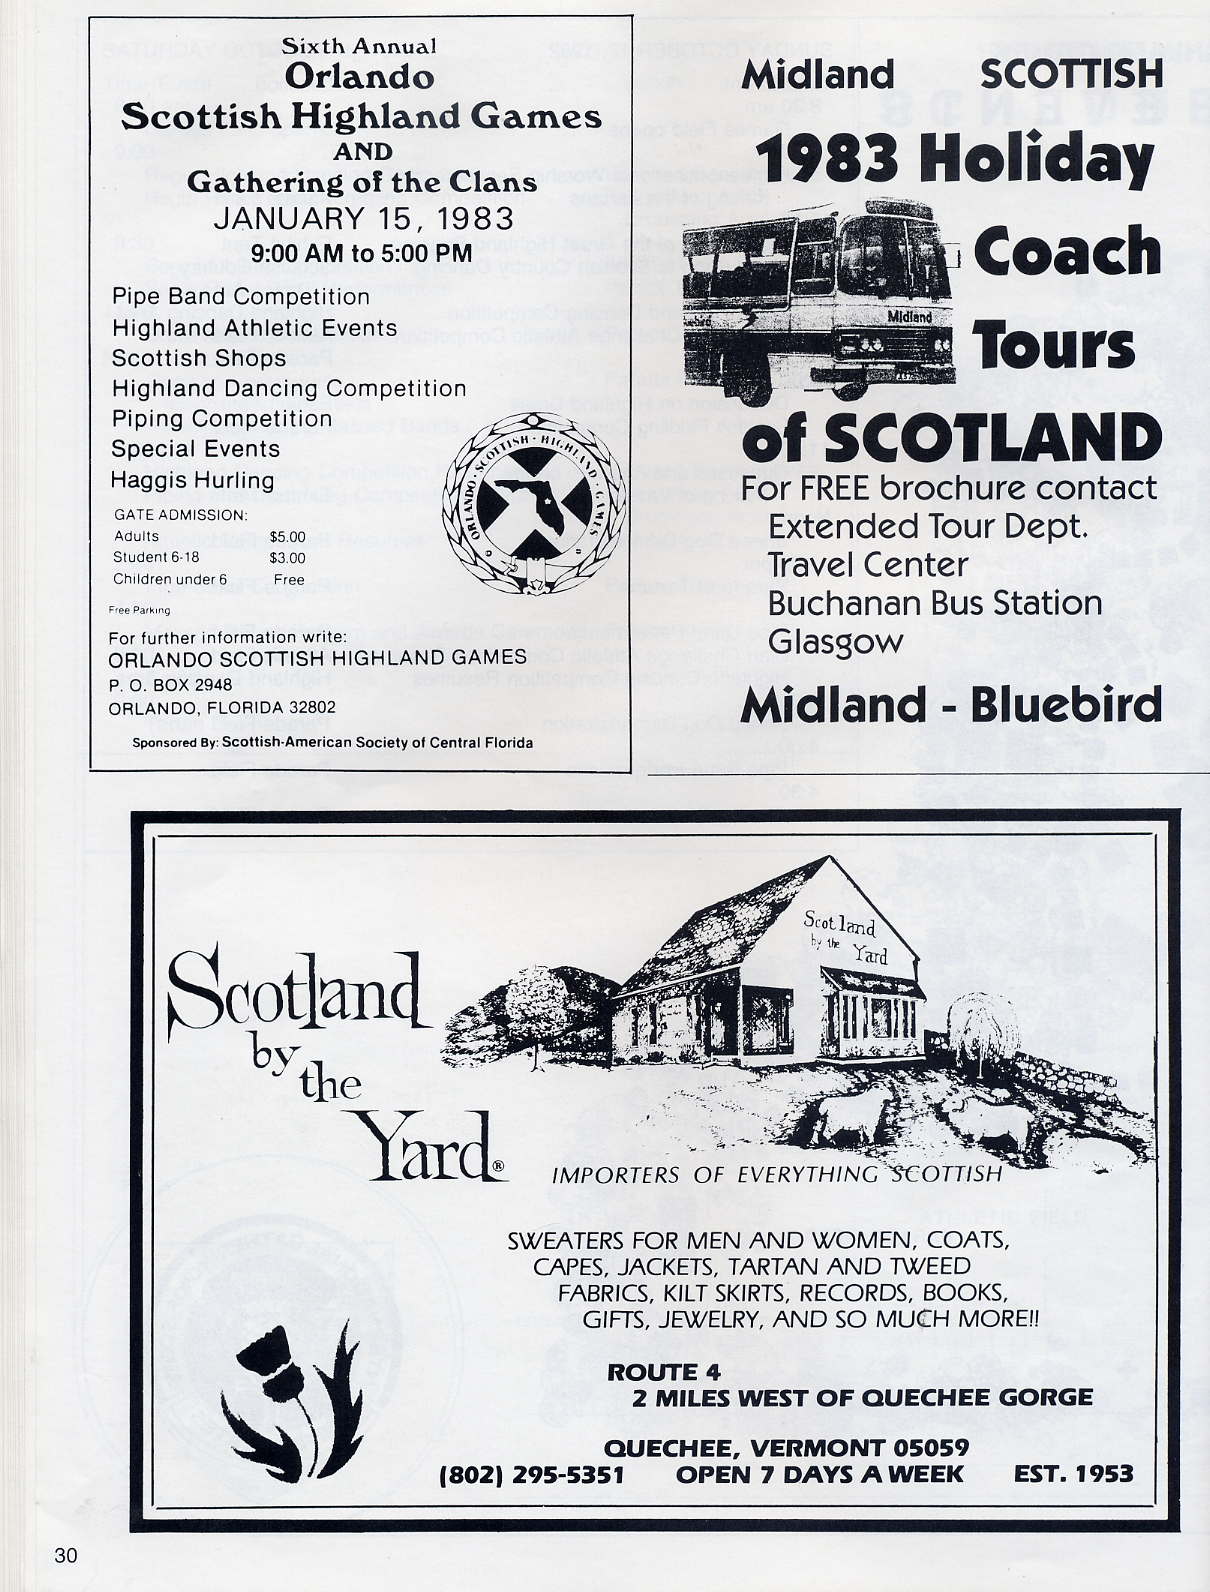 Sixth Annual
Orlando
Scottish Highland Games
AND
Gathering of the Clans
JANUARY 15, 1983
9:00 AM to 5:00 PM
Pipe Band Competition
Highland Athletic Events
Scottish Shops
Highland Dancing Competition
Piping Competition
Special Events
Haggis Hurling
ORLANDO · SCOTTISH · HIGHLAND · GAMES
GATE ADMISSION:
Adults $5.00
Student 6-18 $3.00
Children under 6 Free
Free Parking
For further information write:
ORLANDO SCOTTISH HIGHLAND GAMES
P. O. BOX 2948
ORLANDO, FLORIDA 32802
Sponsored By: Scottish-American Society of Central Florida
Midland SCOTTISH
1983 Holiday
Coach
Tours
Midland
of SCOTLAND
For FREE brochure contact
Extended Tour Dept.
Travel Center
Buchanan Bus Station
Glasgow
Midland - Bluebird
Scotland
by the
Yard
Scotland
by
the
Yard®
IMPORTERS OF EVERYTHING SCOTTISH
SWEATERS FOR MEN AND WOMEN, COATS,
CAPES, JACKETS, TARTAN AND TWEED
FABRICS, KILT SKIRTS, RECORDS, BOOKS,
GIFTS, JEWELRY, AND SO MUCH MORE!!
ROUTE 4
2 MILES WEST OF QUECHEE GORGE
QUECHEE, VERMONT 05059
(802) 295-5351 OPEN 7 DAYS A WEEK EST. 1953
30